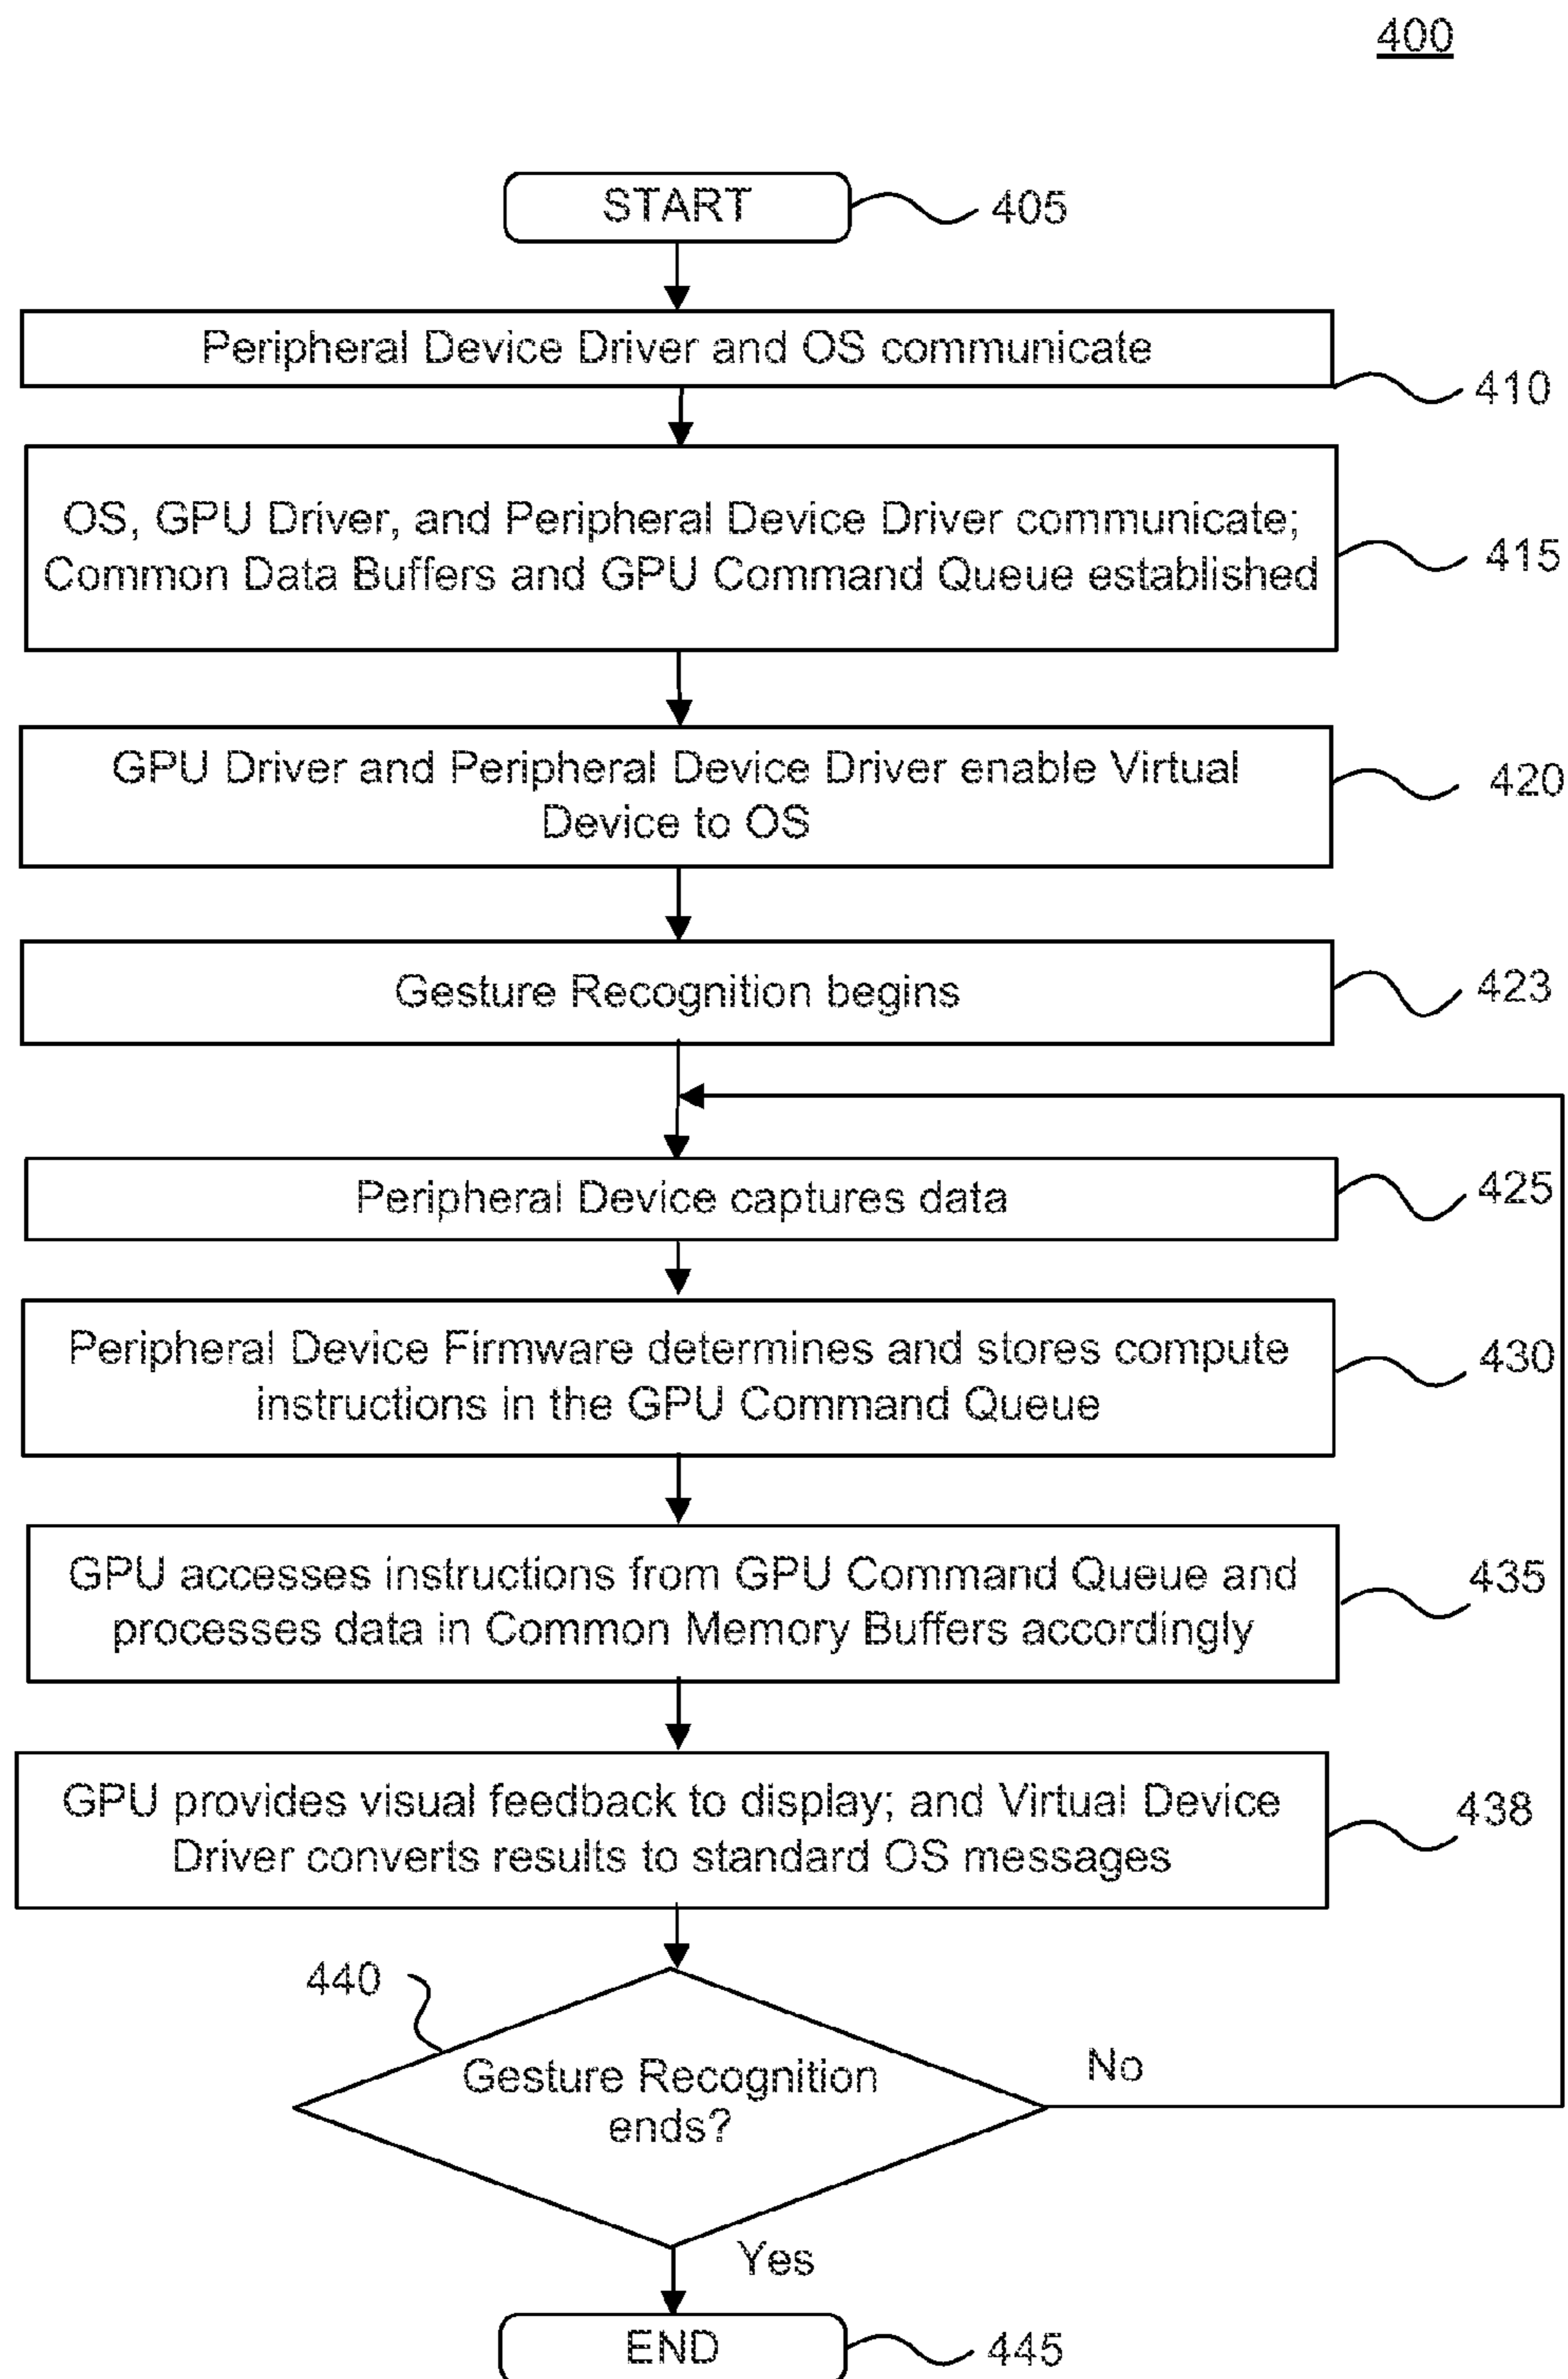 400
START
405
Peripheral Device Driver and OS communicate
410
OS, GPU Driver, and Peripheral Device Driver communicate;
Common Data Buffers and GPU Command Queue established
415
GPU Driver and Peripheral Device Driver enable Virtual
Device to OS
420
Gesture Recognition begins
423
Peripheral Device captures data
425
Peripheral Device Firmware determines and stores compute
instructions in the GPU Command Queue
430
GPU accesses instructions from GPU Command Queue and
processes data in Common Memory Buffers accordingly
435
GPU provides visual feedback to display; and Virtual Device
Driver converts results to standard OS messages
438
440
Gesture Recognition
ends?
No
Yes
END
445